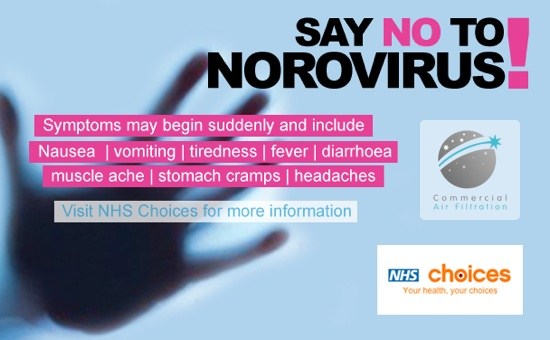 SAY NO TO
NOROVIRUS!
Symptoms may begin suddenly and include
Nausea | vomiting | tiredness | fever | diarrhoea
muscle ache | stomach cramps | headaches
Visit NHS Choices for more information
Commercial
Air Filtration
NHS choices
Your health, your choices